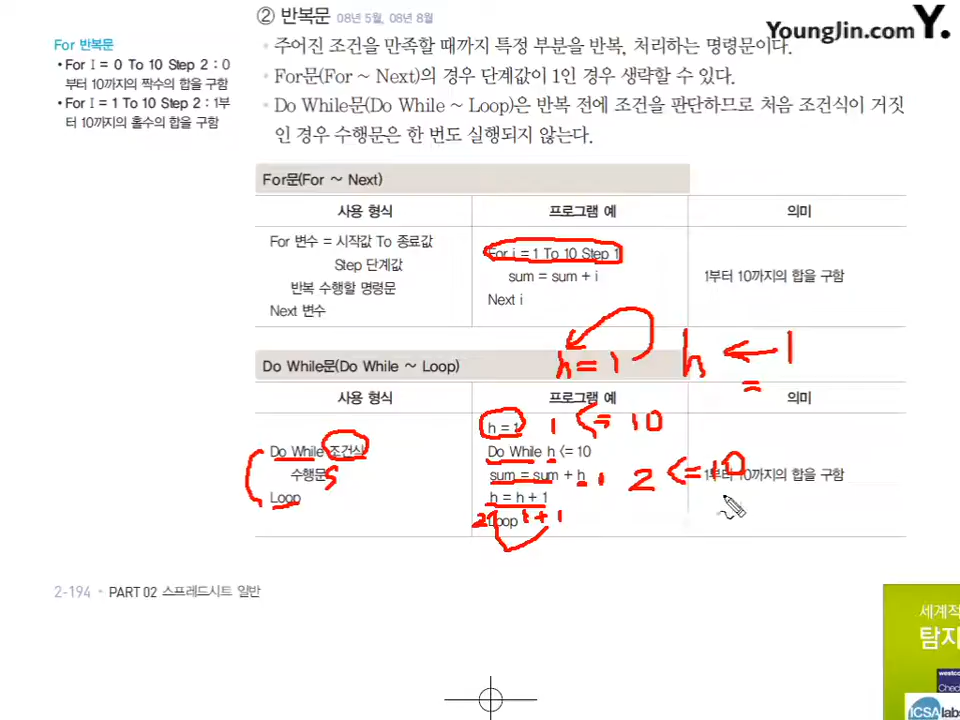 ② 반복문 08년 5월, 08년 8월
YoungJin.com Y.
For 반복문
• For I = 0 To 10 Step 2 : 0
부터 10까지의 짝수의 합을 구함
• For I = 1 To 10 Step 2 : 1부
터 10까지의 홀수의 합을 구함
• 주어진 조건을 만족할 때까지 특정 부분을 반복, 처리하는 명령문이다.
• For문(For ~ Next)의 경우 단계값이 1인 경우 생략할 수 있다.
• Do While문(Do While ~ Loop)은 반복 전에 조건을 판단하므로 처음 조건식이 거짓
인 경우 수행문은 한 번도 실행되지 않는다.
For문(For ~ Next)
사용 형식 프로그램 예 의미
For 변수 = 시작값 To 종료값
Step 단계값
반복 수행할 명령문
Next 변수
For i = 1 To 10 Step 1
sum = sum + i
Next i
1부터 10까지의 합을 구함
h = 1 h ← 1
=
Do While문(Do While ~ Loop)
사용 형식 프로그램 예 의미
Do While 조건식
수행문 s
Loop
h = 1 1 <= 10
Do While h <= 10
sum = sum + h 1 2 <= 10
h = h + 1
2 1 + 1
Loop
1부터 10까지의 합을 구함
2-194 • PART 02 스프레드시트 일반
세계적
탐지
westcoa
Chec
ICSA labs